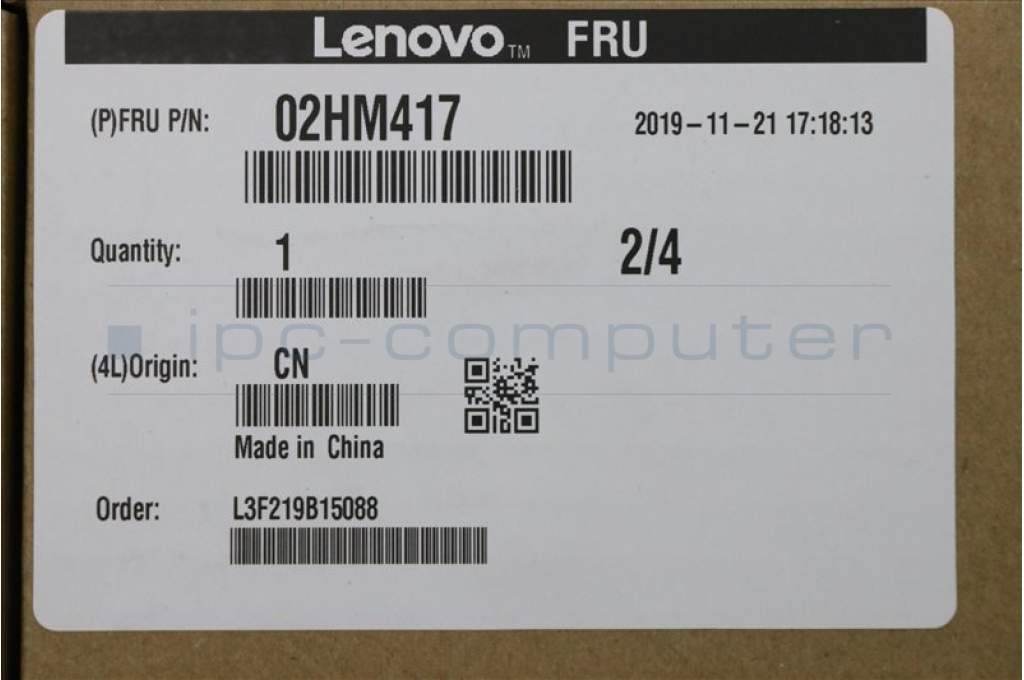 Lenovo™ FRU
(P)FRU P/N: 02HM417 2019-11-21 17:18:13
Quantity: 1 2/4
ipc-computer
(4L)Origin: CN
Made in China
Order: L3F219B15088